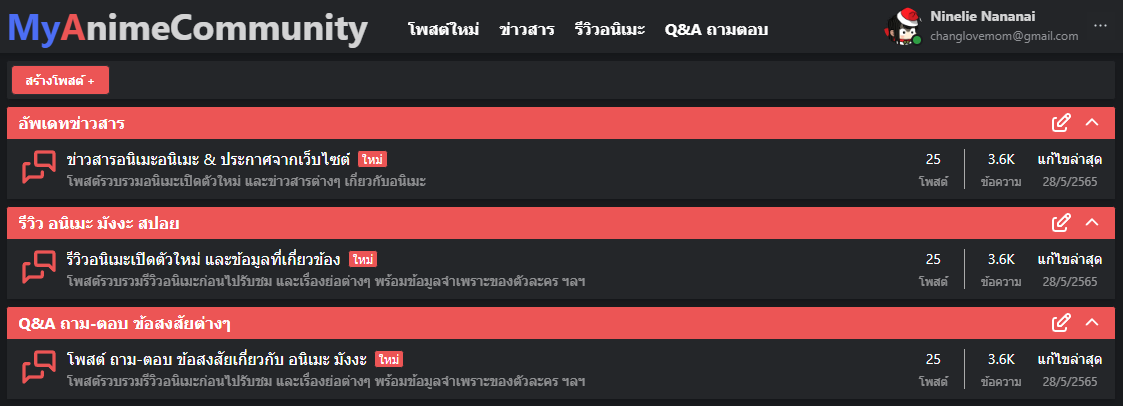 MyAnimeCommunity โพสต์ใหม่ ข่าวสาร รีวิวอนิเมะ Q&A ถามตอบ Ninelie Nananai
changlovemom@gmail.com
สร้างโพสต์ +
อัพเดทข่าวสาร
ข่าวสารอนิเมะอนิเมะ & ประกาศจากเว็บไซต์ ใหม่ 25 3.6K แก้ไขล่าสุด
โพสต์รวบรวมอนิเมะเปิดตัวใหม่ และข่าวสารต่างๆ เกี่ยวกับอนิเมะ โพสต์ ข้อความ 28/5/2565
รีวิว อนิเมะ มังงะ สปอย
รีวิวอนิเมะเปิดตัวใหม่ และข้อมูลที่เกี่ยวข้อง ใหม่ 25 3.6K แก้ไขล่าสุด
โพสต์รวบรวมรีวิวอนิเมะก่อนไปรับชม และเรื่องย่อต่างๆ พร้อมข้อมูลจำเพราะของตัวละคร ฯลฯ โพสต์ ข้อความ 28/5/2565
Q&A ถาม-ตอบ ข้อสงสัยต่างๆ
โพสต์ ถาม-ตอบ ข้อสงสัยเกี่ยวกับ อนิเมะ มังงะ ใหม่ 25 3.6K แก้ไขล่าสุด
โพสต์รวบรวมรีวิวอนิเมะก่อนไปรับชม และเรื่องย่อต่างๆ พร้อมข้อมูลจำเพราะของตัวละคร ฯลฯ โพสต์ ข้อความ 28/5/2565